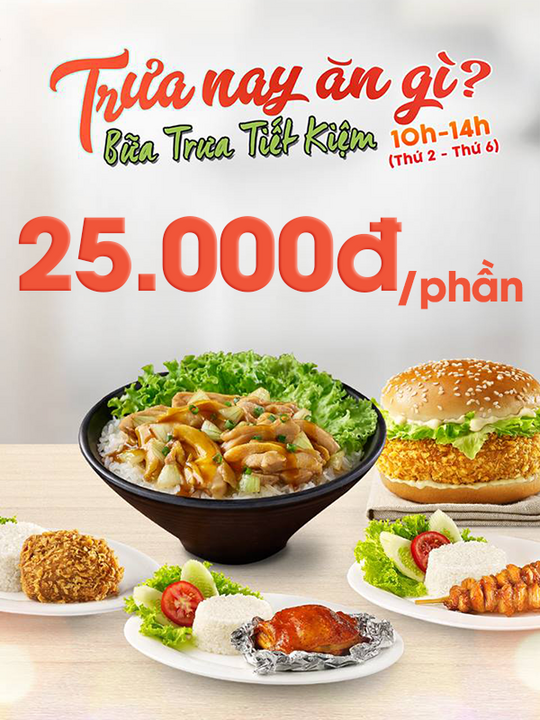 Trưa nay ăn gì?
Bữa Trưa Tiết Kiệm
10h-14h
(Thứ 2 - Thứ 6)
25.000đ/phần